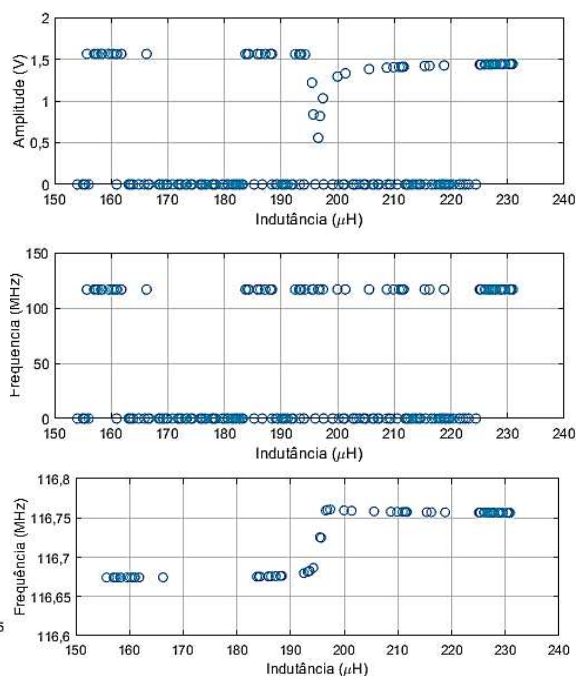 2
1,5
1
0,5
0
Amplitude (V)
150 160 170 180 190 200 210 220 230 240
Indutância (μH)
150
100
50
0
Frequencia (MHz)
150 160 170 180 190 200 210 220 230 240
Indutância (μH)
116,8
116,75
116,7
116,65
116,6
Frequência (MHz)
150 160 170 180 190 200 210 220 230 240
Indutância (μH)